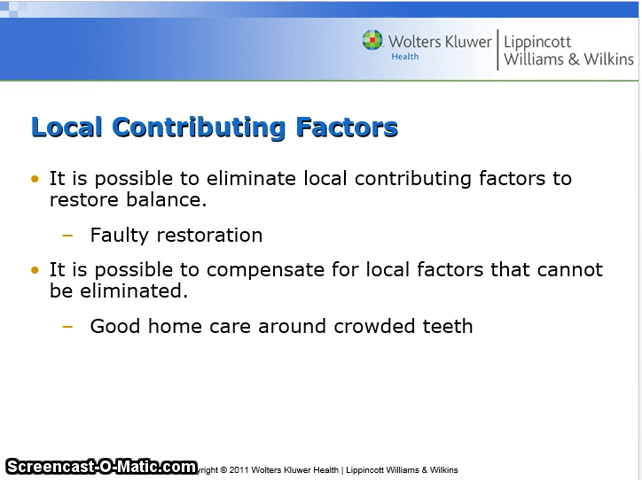 Wolters Kluwer
Health
Lippincott
Williams & Wilkins
Local Contributing Factors
• It is possible to eliminate local contributing factors to
restore balance.
– Faulty restoration
• It is possible to compensate for local factors that cannot
be eliminated.
– Good home care around crowded teeth
Screencast-O-Matic.com
© 2011 Wolters Kluwer Health | Lippincott Williams & Wilkins